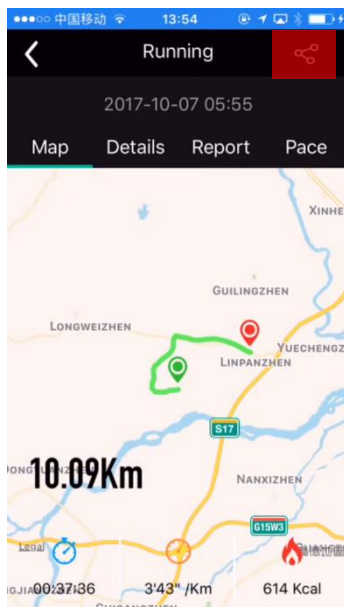 中国移动 13:54
Running
2017-10-07 05:55
Map Details Report Pace
XINHE
GUILINGZHEN
LONGWEIZHEN
YUECHENGZ
LINPANZHEN
S17
10.09Km
NANXIZHEN
G15W3
Legal
00:37:36 3'43" /Km 614 Kcal